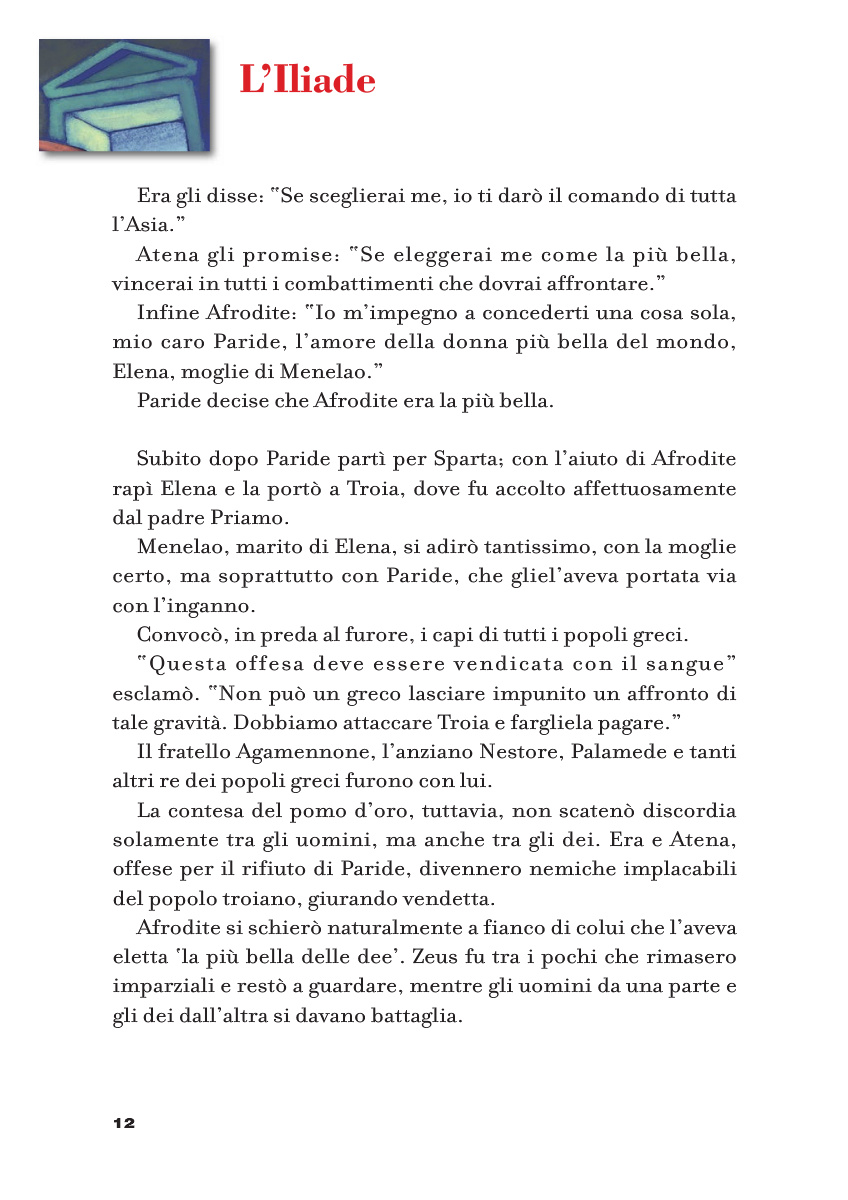 L’Iliade
Era gli disse: “Se sceglierai me, io ti darò il comando di tutta
l’Asia.”
Atena gli promise: “Se eleggerai me come la più bella,
vincerai in tutti i combattimenti che dovrai affrontare.”
Infine Afrodite: “Io m’impegno a concederti una cosa sola,
mio caro Paride, l’amore della donna più bella del mondo,
Elena, moglie di Menelao.”
Paride decise che Afrodite era la più bella.
Subito dopo Paride partì per Sparta; con l’aiuto di Afrodite
rapì Elena e la portò a Troia, dove fu accolto affettuosamente
dal padre Priamo.
Menelao, marito di Elena, si adirò tantissimo, con la moglie
certo, ma soprattutto con Paride, che gliel’aveva portata via
con l’inganno.
Convocò, in preda al furore, i capi di tutti i popoli greci.
“Questa offesa deve essere vendicata con il sangue”
esclamò. “Non può un greco lasciare impunito un affronto di
tale gravità. Dobbiamo attaccare Troia e fargliela pagare.”
Il fratello Agamennone, l’anziano Nestore, Palamede e tanti
altri re dei popoli greci furono con lui.
La contesa del pomo d’oro, tuttavia, non scatenò discordia
solamente tra gli uomini, ma anche tra gli dei. Era e Atena,
offese per il rifiuto di Paride, divennero nemiche implacabili
del popolo troiano, giurando vendetta.
Afrodite si schierò naturalmente a fianco di colui che l’aveva
eletta ‘la più bella delle dee’. Zeus fu tra i pochi che rimasero
imparziali e restò a guardare, mentre gli uomini da una parte e
gli dei dall’altra si davano battaglia.
12